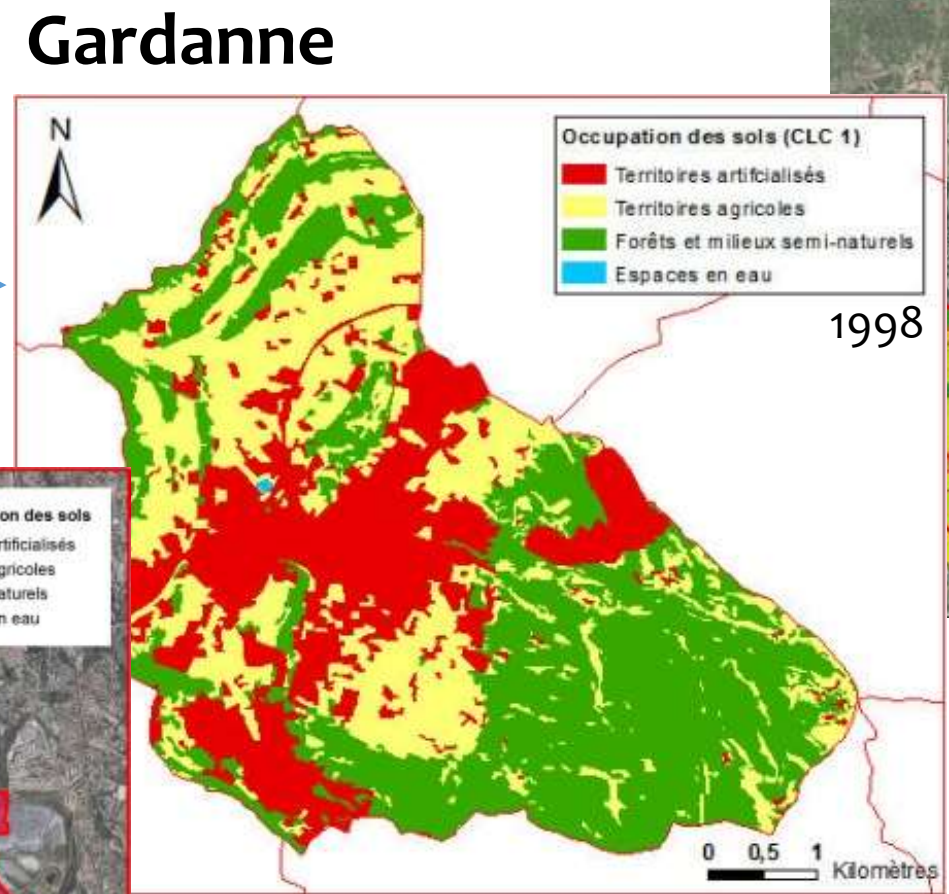 Gardanne
N
Occupation des sols (CLC 1)
Territoires artifcialisés
Territoires agricoles
Forêts et milieux semi-naturels
Espaces en eau
1998
on des sols
rtificialisés
gricoles
aturels
n eau
0 0,5 1
Kilomètres